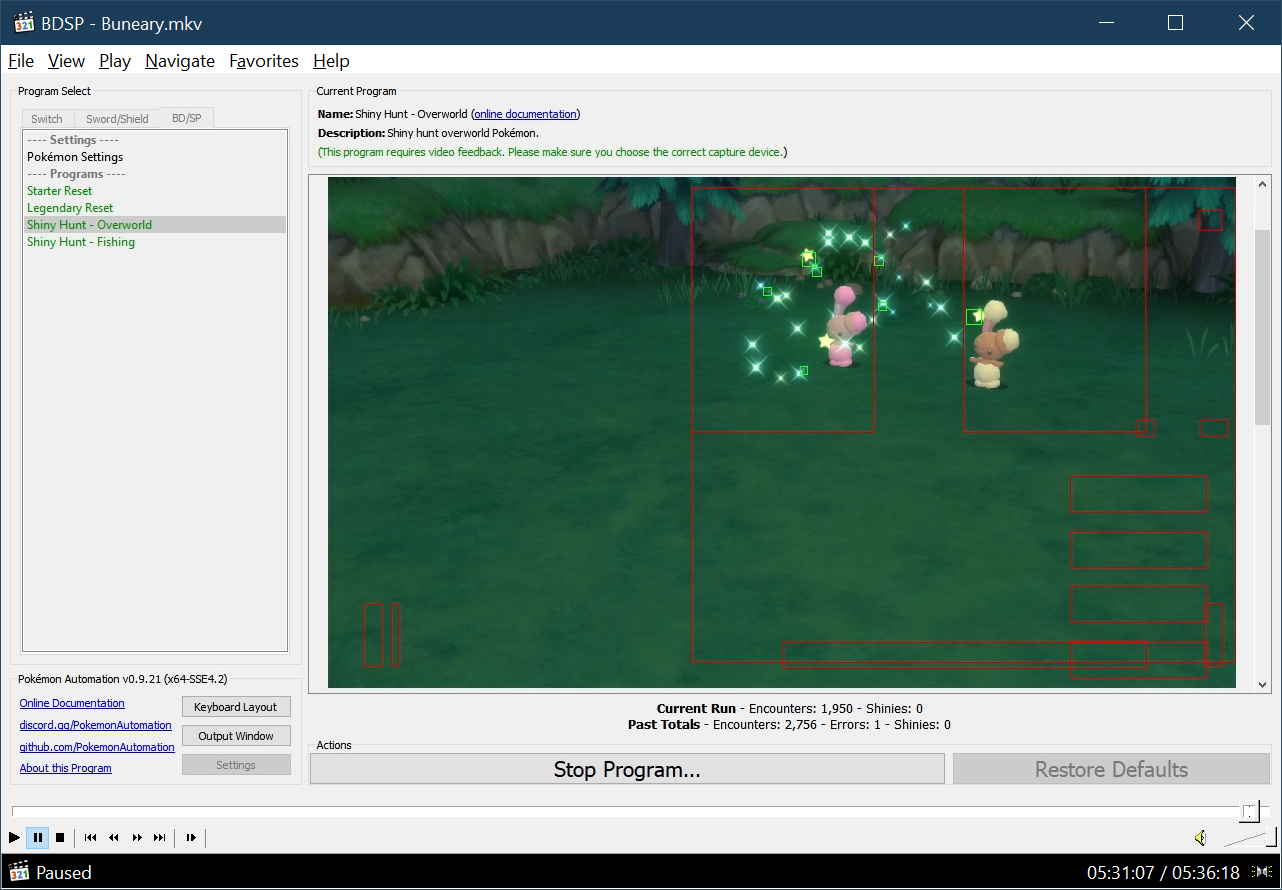 BDSP - Buneary.mkv
File View Play Navigate Favorites Help
Program Select
Switch Sword/Shield BD/SP
---- Settings ----
Pokémon Settings
---- Programs ----
Starter Reset
Legendary Reset
Shiny Hunt - Overworld
Shiny Hunt - Fishing
Current Program
Name: Shiny Hunt - Overworld (online documentation)
Description: Shiny hunt overworld Pokémon.
(This program requires video feedback. Please make sure you choose the correct capture device.)
Pokémon Automation v0.9.21 (x64-SSE4.2)
Online Documentation
discord.gg/PokemonAutomation
github.com/PokemonAutomation
About this Program
Keyboard Layout
Output Window
Settings
Current Run - Encounters: 1,950 - Shinies: 0
Past Totals - Encounters: 2,756 - Errors: 1 - Shinies: 0
Actions
Stop Program...
Restore Defaults
321
Paused
05:31:07 / 05:36:18